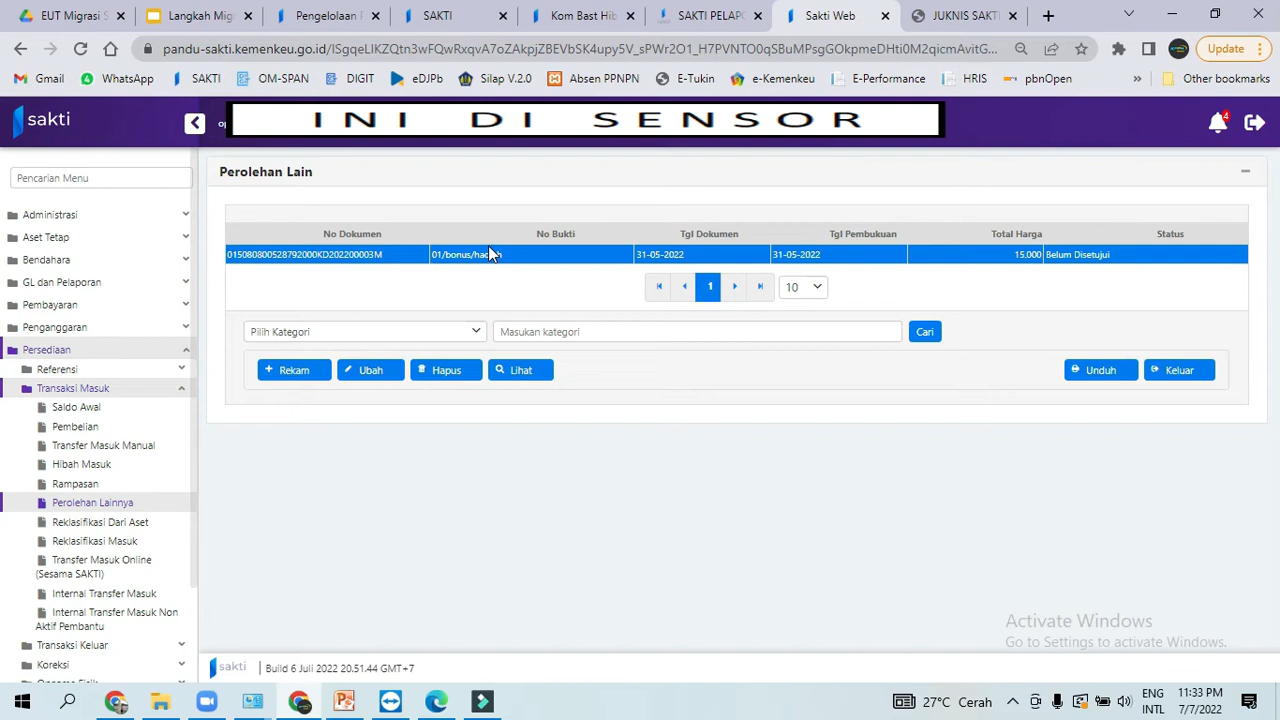 EUT Migrasi S
Langkah Mig
Pengelolaan P
SAKTI
Kom Bast Hib
SAKTI PELAPO
Sakti Web
JUKNIS SAKT
pandu-sakti.kemenkeu.go.id
Update
Gmail
WhatsApp
SAKTI
OM-SPAN
DIGIT
eDJPb
Silap V.2.0
Absen PPNPN
E-Tukin
e-Kemenkeu
E-Performance
HRIS
pbnOpen
Other bookmarks
sakti
INI DI SENSOR
4
Pencarian Menu
Administrasi
Aset Tetap
Bendahara
GL dan Pelaporan
Pembayaran
Penganggaran
Persediaan
Referensi
Transaksi Masuk
Saldo Awal
Pembelian
Transfer Masuk Manual
Hibah Masuk
Rampasan
Perolehan Lainnya
Reklasifikasi Dari Aset
Reklasifikasi Masuk
Transfer Masuk Online
(Sesama SAKTI)
Internal Transfer Masuk
Internal Transfer Masuk Non
Aktif Pembantu
Transaksi Keluar
Koreksi
Perolehan Lain
No Dokumen No Bukti Tgl Dokumen Tgl Pembukuan Total Harga Status
015080800528792000KD202200003M 31-05-2022 31-05-2022 15.000 Belum Disetujui
1
10
Pilih Kategori
Masukan kategori
Cari
Rekam
Ubah
Hapus
Lihat
Unduh
Keluar
Activate Windows
Go to Settings to activate Windows.
sakti | Build 6 Juli 2022 20.51.44 GMT+7
27°C Cerah
ENG
INTL
11:33 PM
7/7/2022